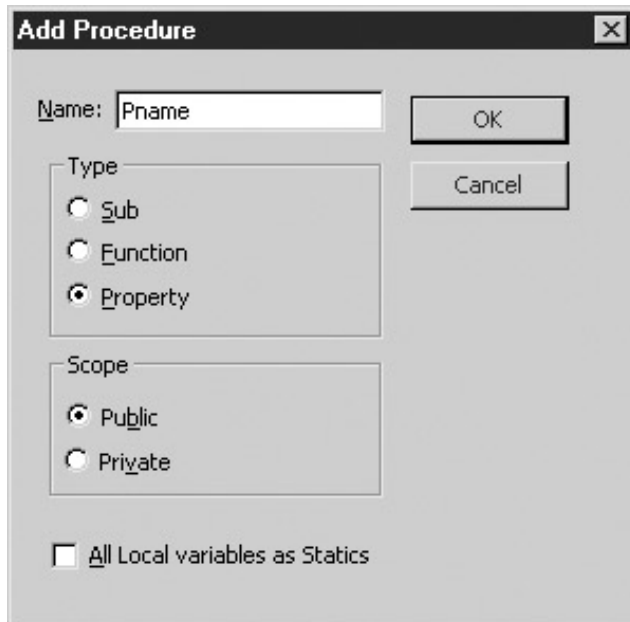 Add Procedure
Name: Pname
OK
Type
Cancel
Sub
Function
Property
Scope
Public
Private
All Local variables as Statics